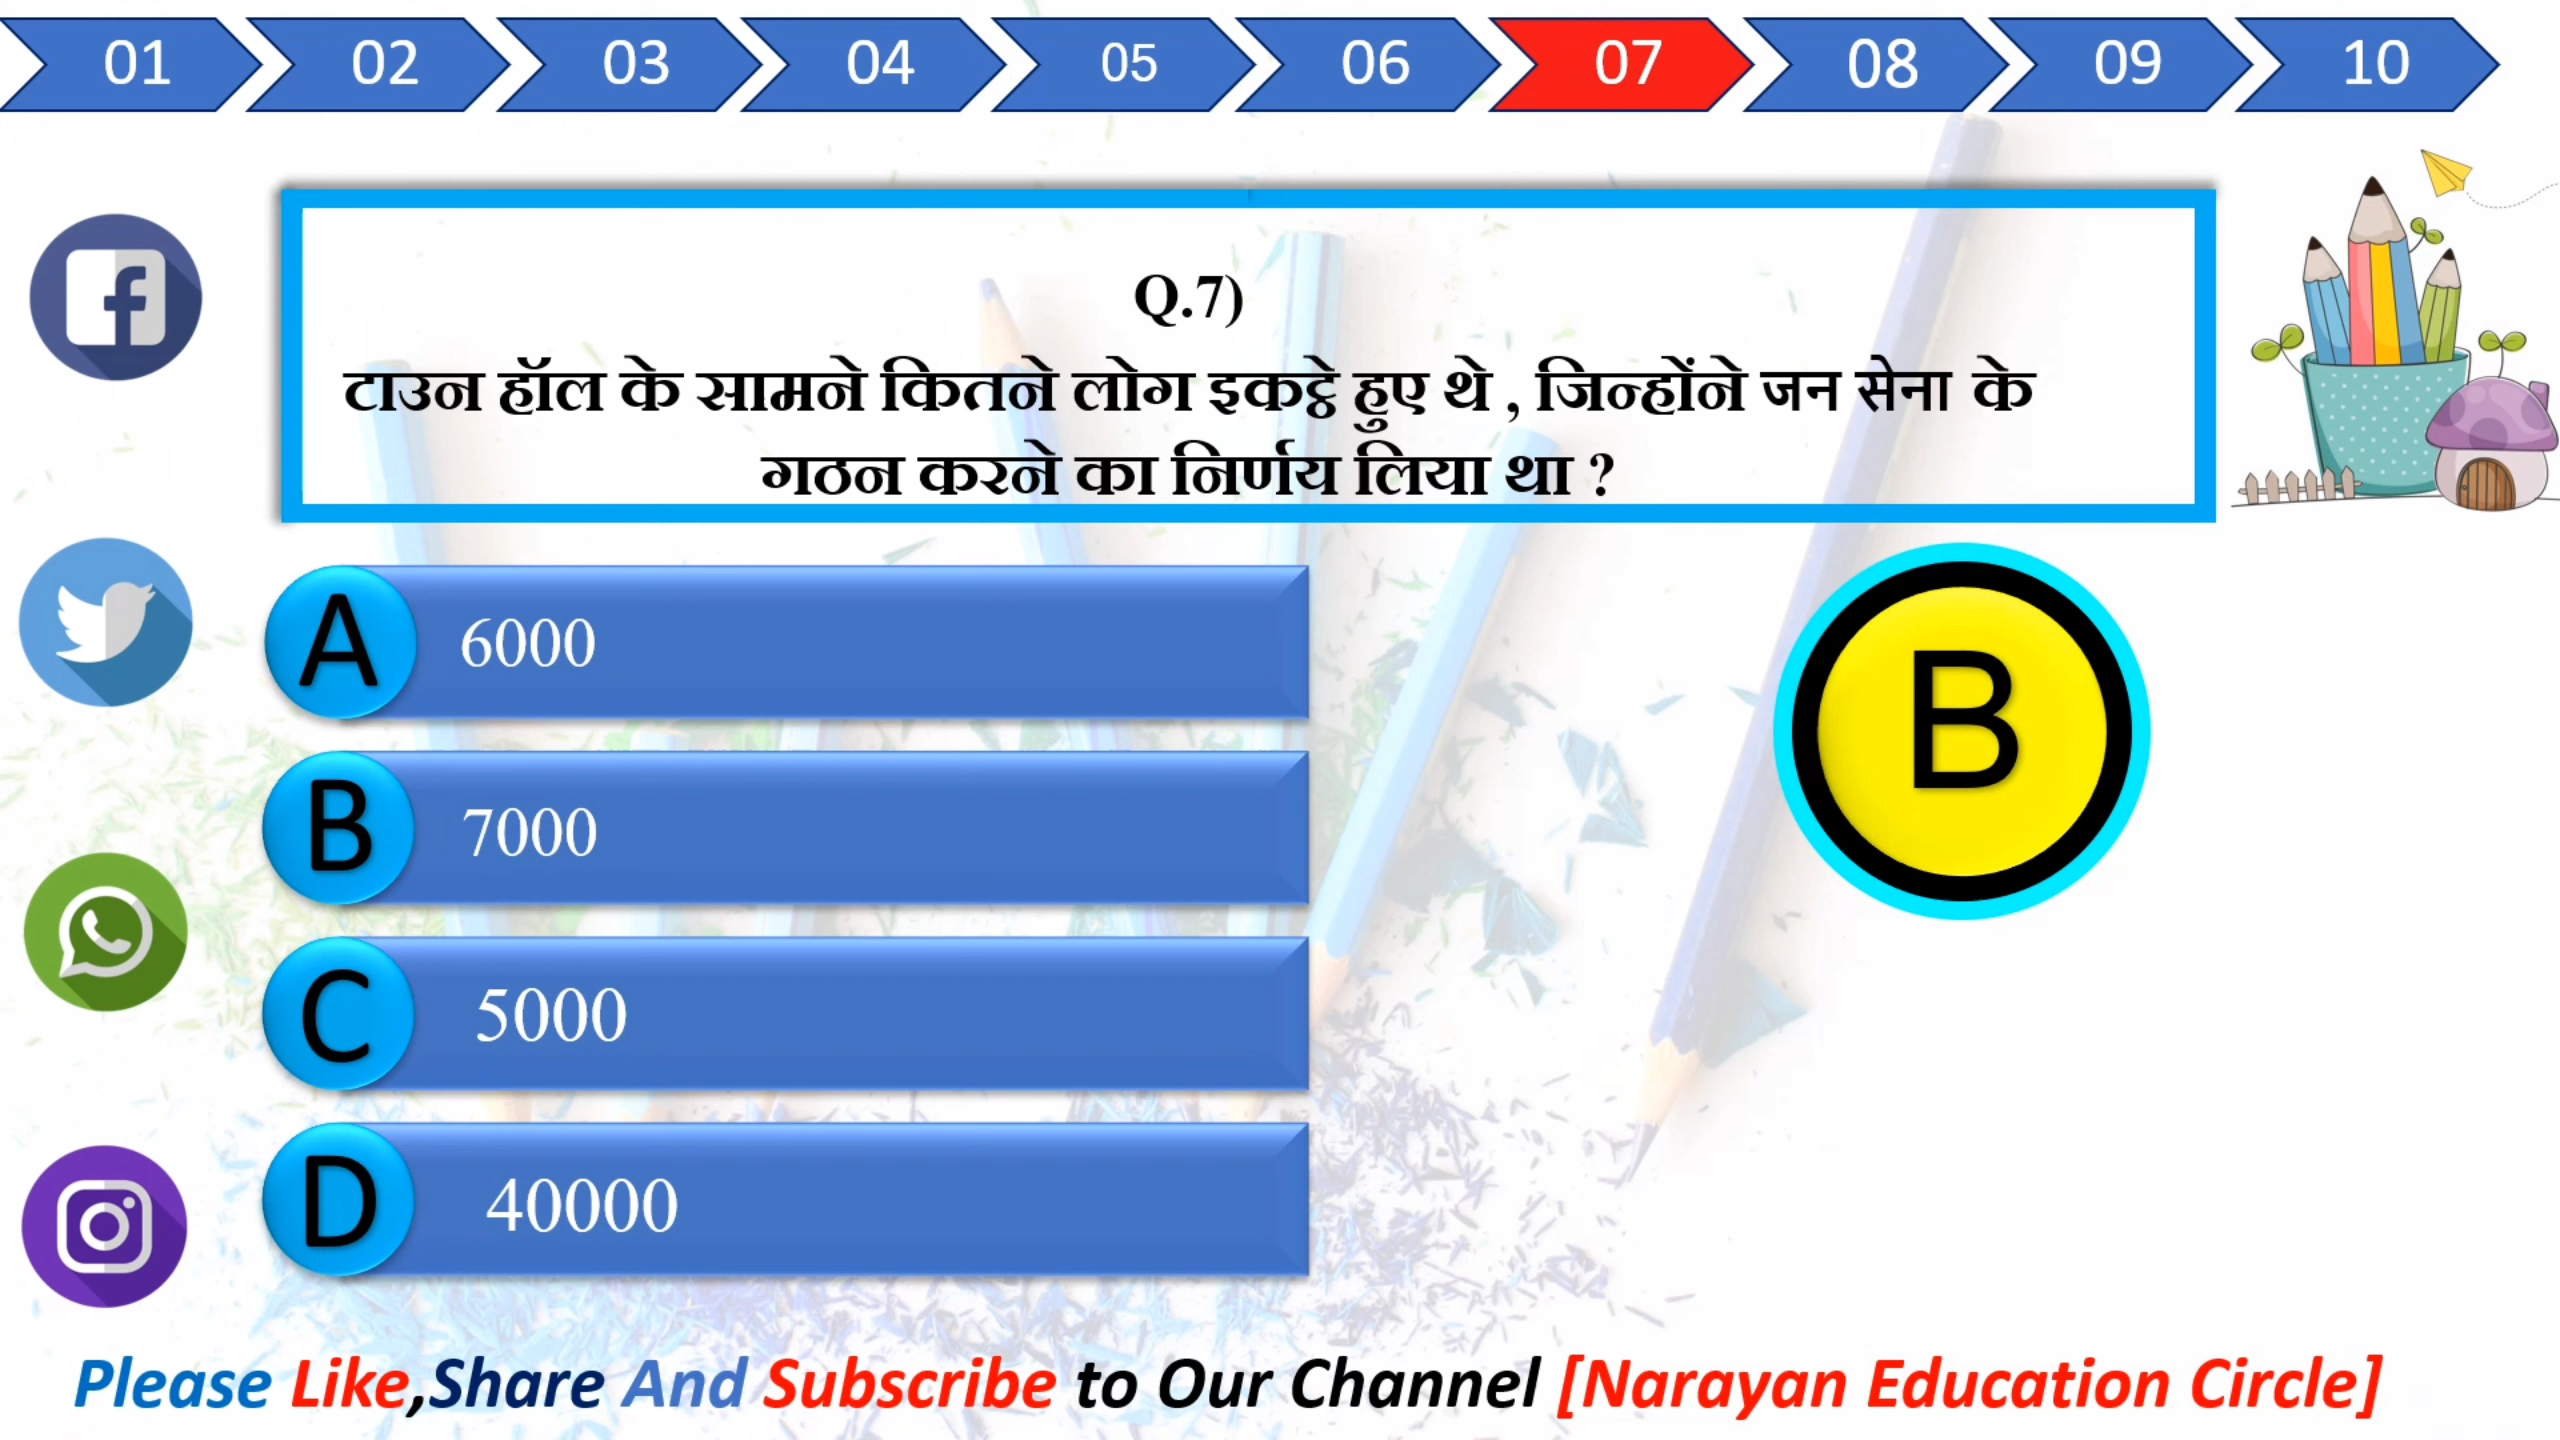 01 02 03 04 05 06 07 08 09 10
Q.7)
टाउन हॉल के सामने कितने लोग इकट्ठे हुए थे , जिन्होंने जन सेना के
गठन करने का निर्णय लिया था ?
A 6000
B
B 7000
C 5000
D 40000
Please Like,Share And Subscribe to Our Channel [Narayan Education Circle]